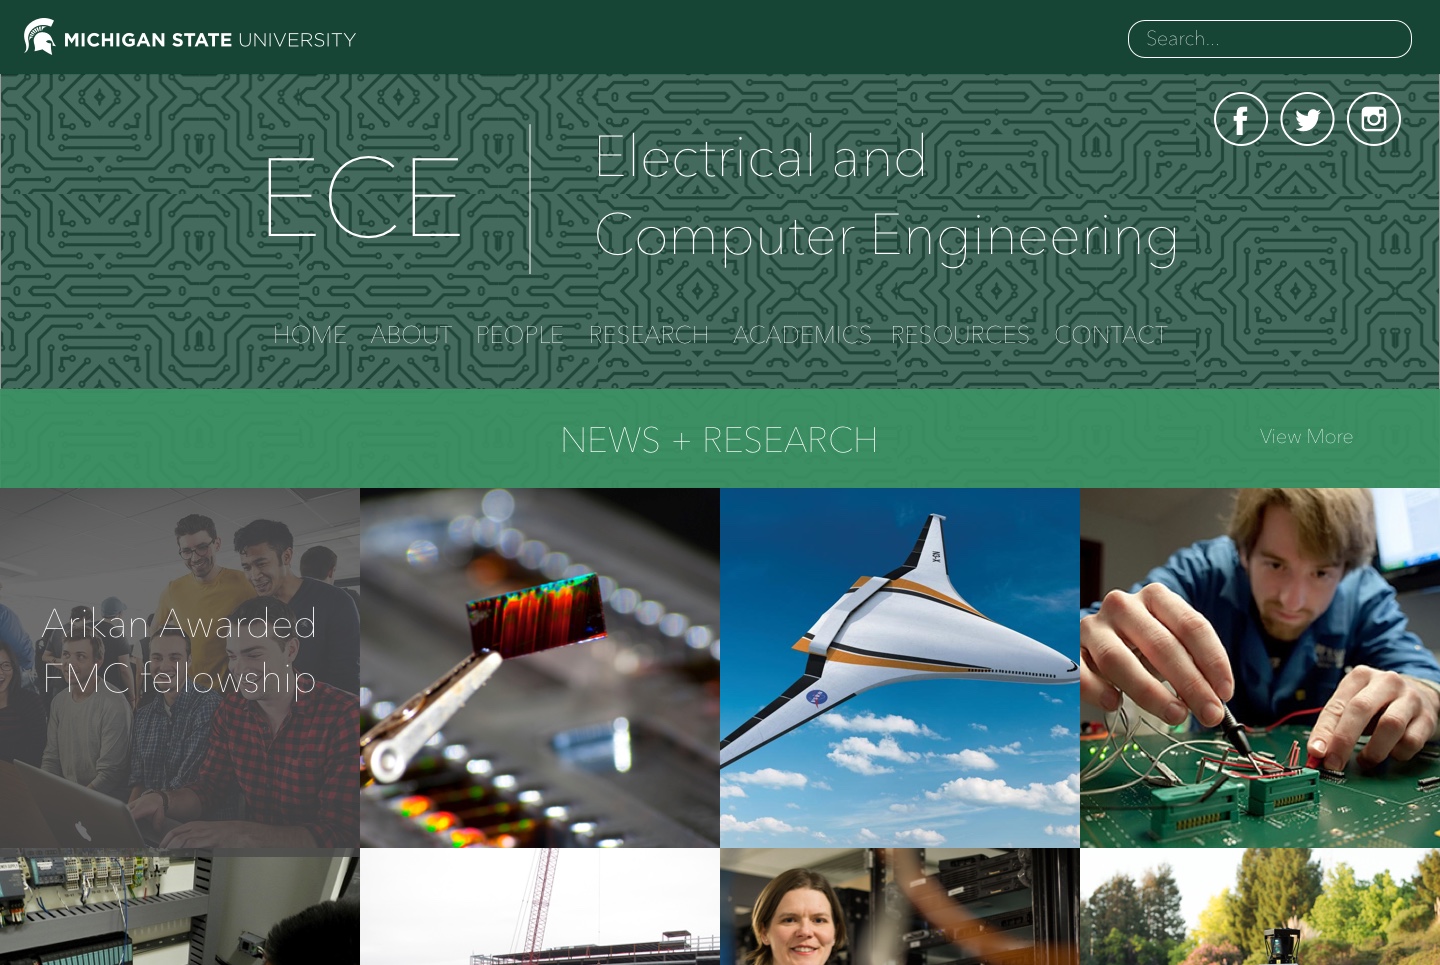 MICHIGAN STATE UNIVERSITY
Search...
ECE
Electrical and
Computer Engineering
HOME ABOUT PEOPLE RESEARCH ACADEMICS RESOURCES CONTACT
NEWS + RESEARCH
View More
Arikan Awarded
FMC fellowship
NASA